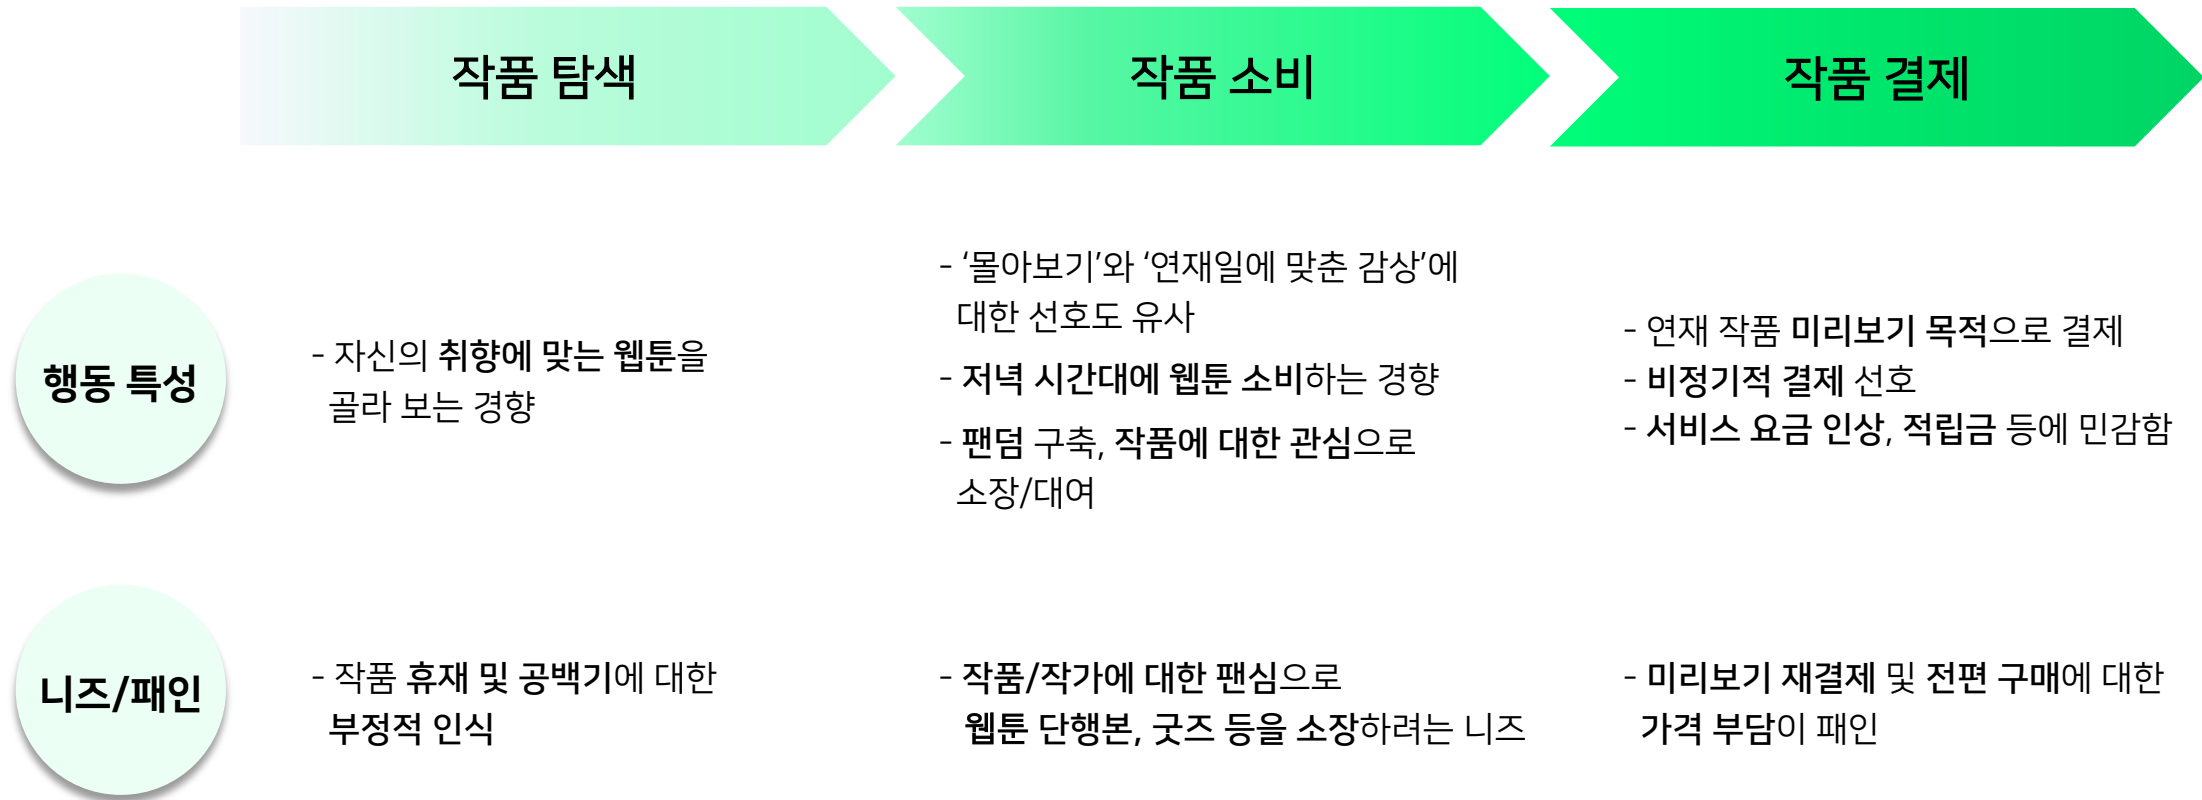 작품 탐색
작품 소비
작품 결제
행동 특성
- 자신의 취향에 맞는 웹툰을
골라 보는 경향
- ‘몰아보기’와 ‘연재일에 맞춘 감상’에
대한 선호도 유사
- 저녁 시간대에 웹툰 소비하는 경향
- 팬덤 구축, 작품에 대한 관심으로
소장/대여
- 연재 작품 미리보기 목적으로 결제
- 비정기적 결제 선호
- 서비스 요금 인상, 적립금 등에 민감함
니즈/패인
- 작품 휴재 및 공백기에 대한
부정적 인식
- 작품/작가에 대한 팬심으로
웹툰 단행본, 굿즈 등을 소장하려는 니즈
- 미리보기 재결제 및 전편 구매에 대한
가격 부담이 패인